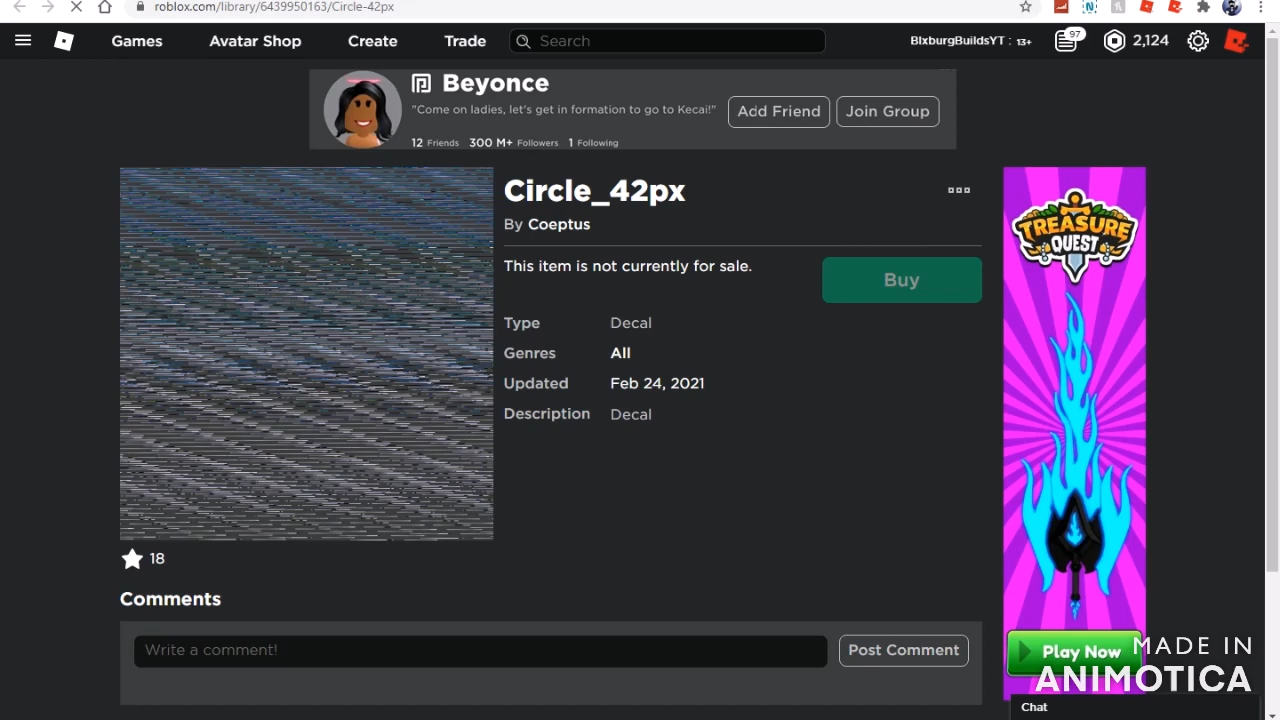 roblox.com/library/6439950163/Circle-42px
Games Avatar Shop Create Trade Search BlxburgBuildsYT : 13+ 97 2,124
Beyonce
"Come on ladies, let's get in formation to go to Kecai!"
12 Friends 300 M+ Followers 1 Following
Add Friend Join Group
Circle_42px
By Coeptus
This item is not currently for sale.
Buy
Type Decal
Genres All
Updated Feb 24, 2021
Description Decal
18
Comments
Write a comment! Post Comment
TREASURE
QUEST
Play Now
MADE IN
ANIMOTICA
Chat